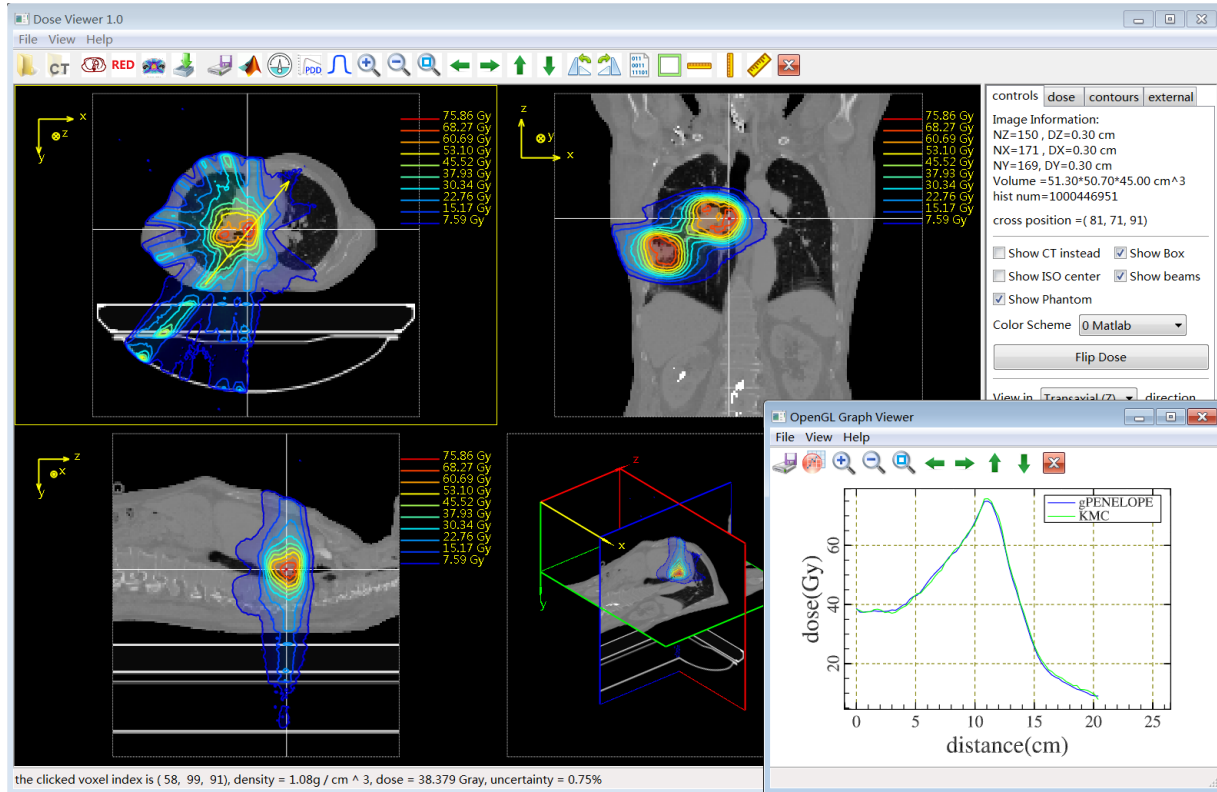 Dose Viewer 1.0
File View Help
CT RED PDD
75.86 Gy
68.27 Gy
60.69 Gy
53.10 Gy
45.52 Gy
37.93 Gy
30.34 Gy
22.76 Gy
15.17 Gy
7.59 Gy
x
z
y
75.86 Gy
68.27 Gy
60.69 Gy
53.10 Gy
45.52 Gy
37.93 Gy
30.34 Gy
22.76 Gy
15.17 Gy
7.59 Gy
z
y
x
controls dose contours external
Image Information:
NZ=150 , DZ=0.30 cm
NX=171 , DX=0.30 cm
NY=169, DY=0.30 cm
Volume =51.30*50.70*45.00 cm^3
hist num=1000446951
cross position =( 81, 71, 91)
Show CT instead Show Box
Show ISO center Show beams
Show Phantom
Color Scheme 0 Matlab
Flip Dose
View in Transaxial (Z) direction
75.86 Gy
68.27 Gy
60.69 Gy
53.10 Gy
45.52 Gy
37.93 Gy
30.34 Gy
22.76 Gy
15.17 Gy
7.59 Gy
z
x
y
z
x
y
OpenGL Graph Viewer
File View Help
gPENELOPE
KMC
dose(Gy)
60
40
20
0 5 10 15 20 25
distance(cm)
the clicked voxel index is ( 58, 99, 91), density = 1.08g / cm ^ 3, dose = 38.379 Gray, uncertainty = 0.75%